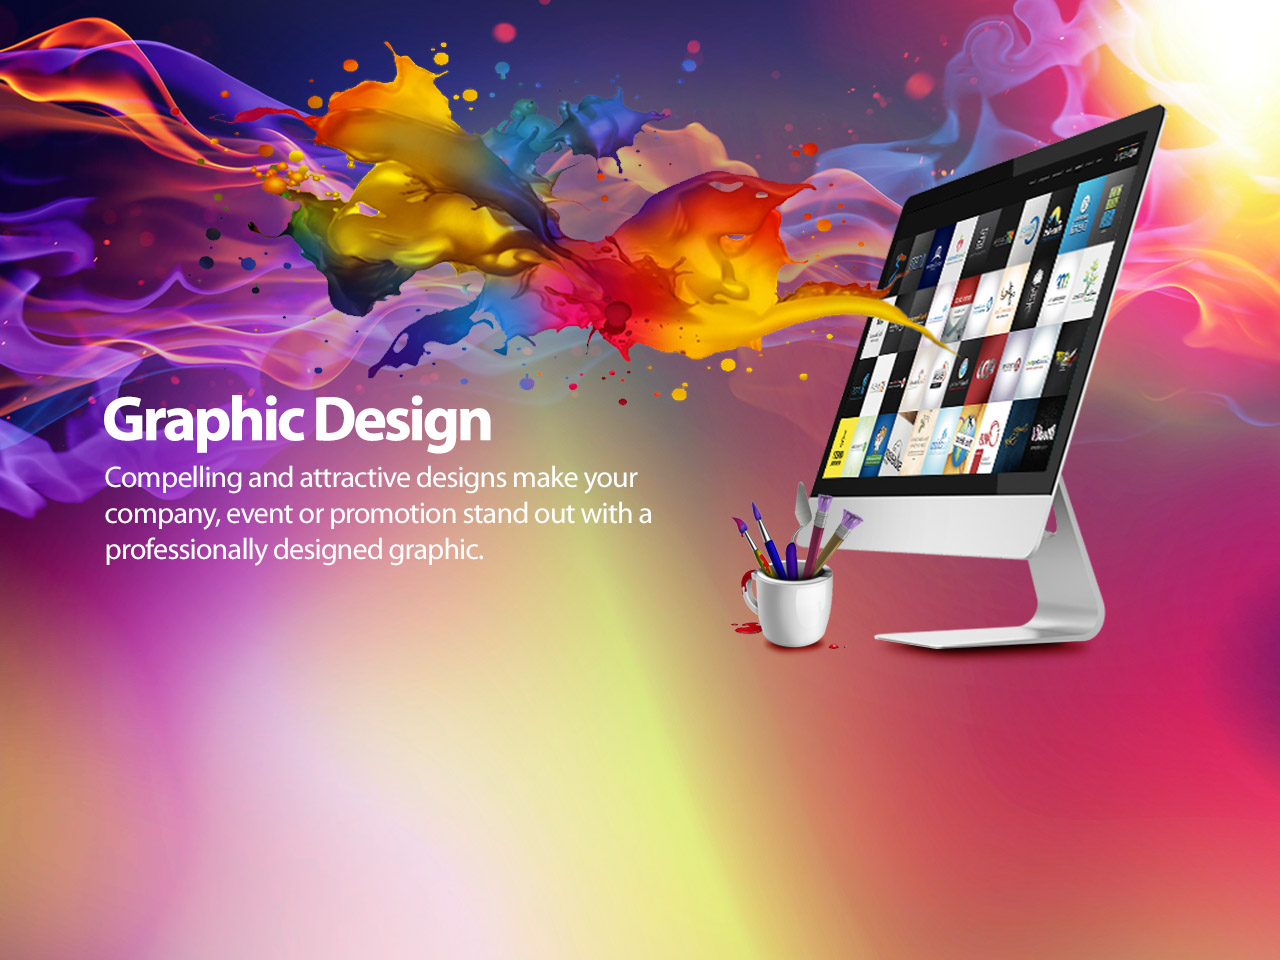 Graphic Design
Compelling and attractive designs make your
company, event or promotion stand out with a
professionally designed graphic.